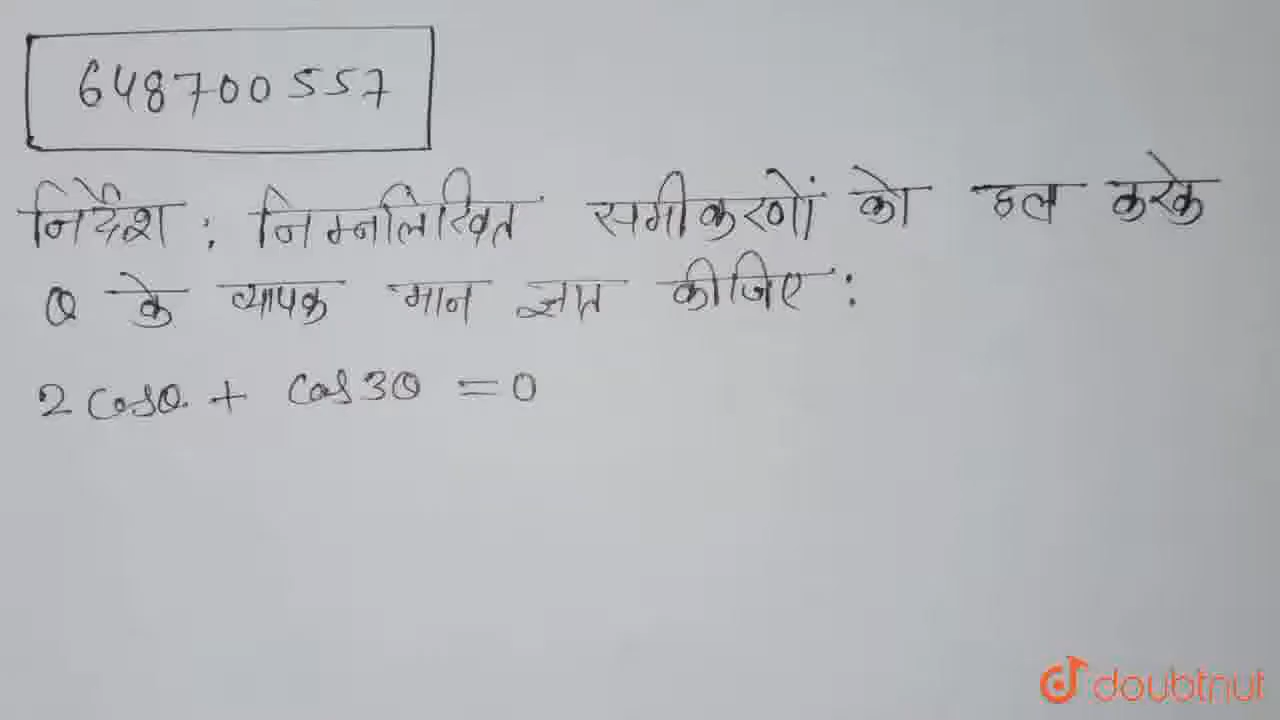 648700557
निर्देश : निम्नलिखित समीकरणों को हल करके
θ के व्यापक मान ज्ञात कीजिए :
2 cosθ + cos3θ = 0
doubtnut